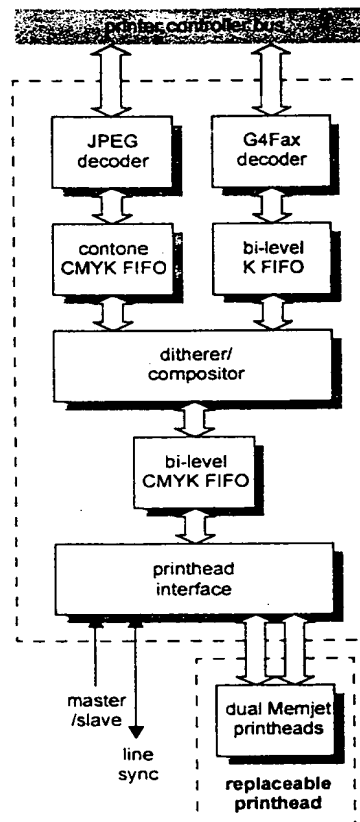 printer controller bus
JPEG
decoder
G4Fax
decoder
contone
CMYK FIFO
bi-level
K FIFO
ditherer/
compositor
bi-level
CMYK FIFO
printhead
interface
master
/slave
line
sync
dual Memjet
printheads
replaceable
printhead